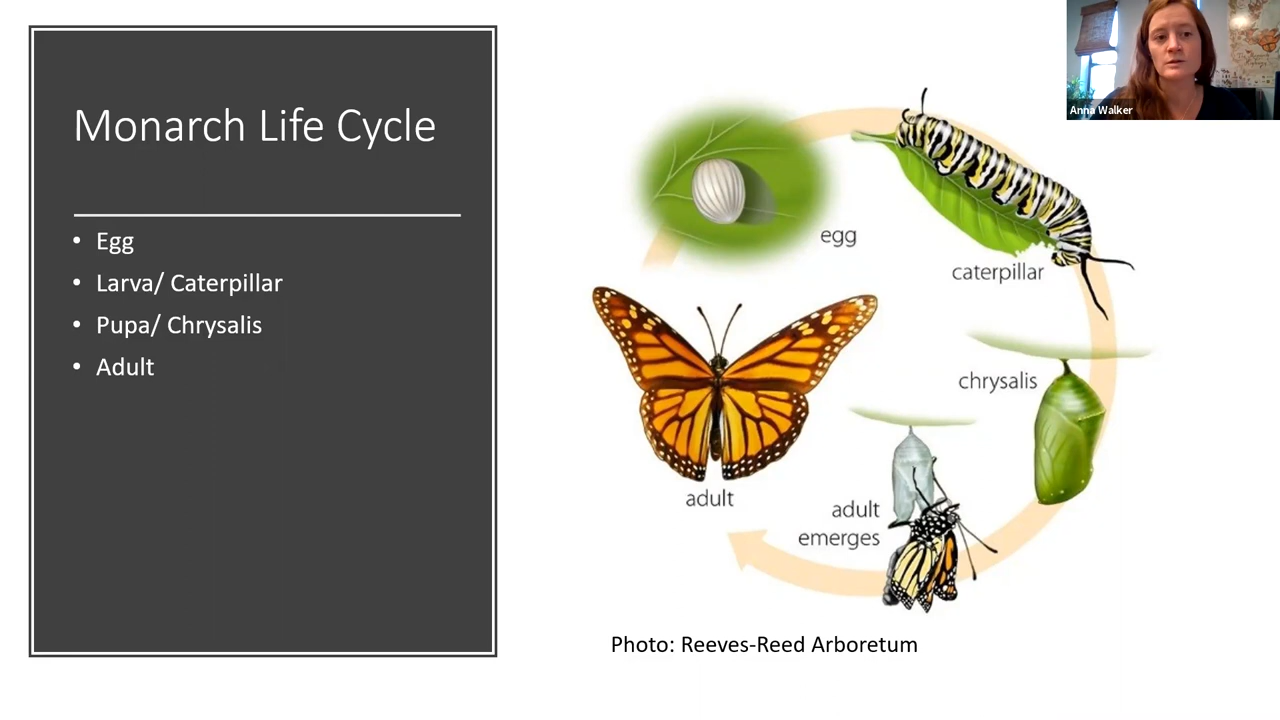 Monarch Life Cycle
• Egg
• Larva/ Caterpillar
• Pupa/ Chrysalis
• Adult
egg
caterpillar
chrysalis
adult
emerges
adult
Photo: Reeves-Reed Arboretum
Anna Walker